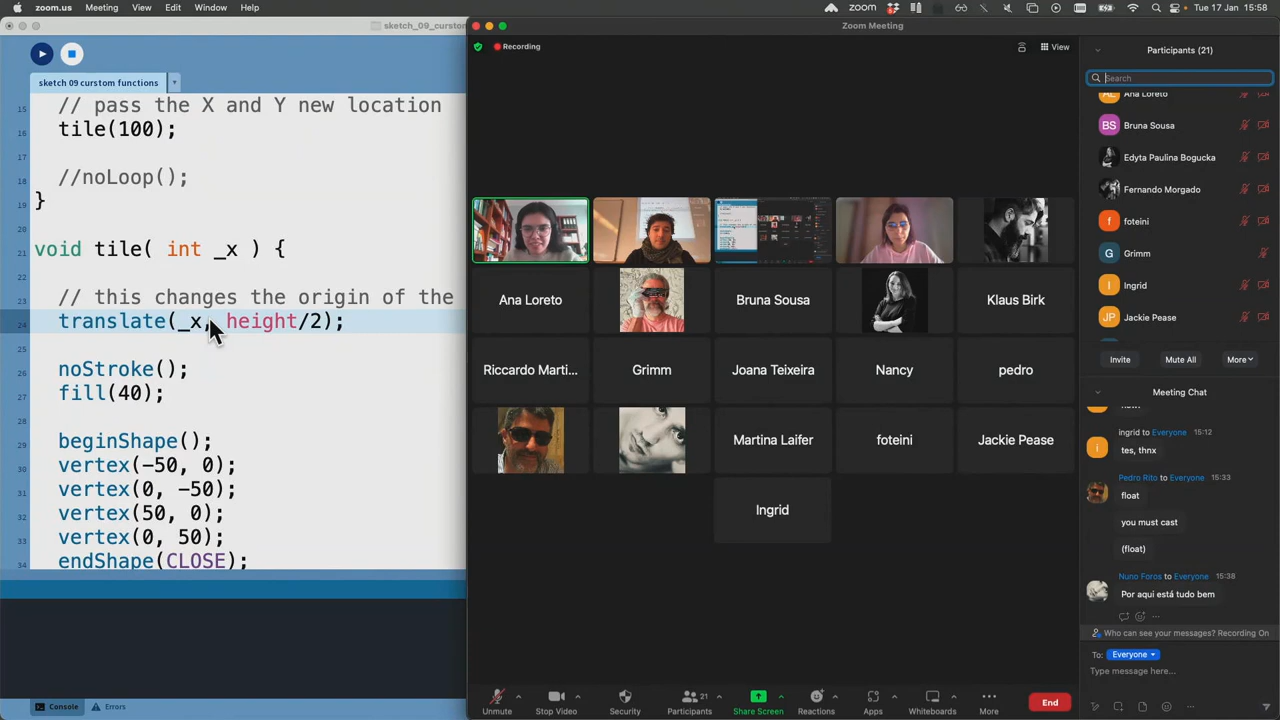 zoom.us Meeting View Edit Window Help
zoom
Tue 17 Jan 15:58
sketch_09_curstom
sketch 09 curstom functions
15 // pass the X and Y new location
16 tile(100);
17
18 //noLoop();
19 }
20
21 void tile( int _x ) {
22
23 // this changes the origin of the
24 translate(_x, height/2);
25
26 noStroke();
27 fill(40);
28
29 beginShape();
30 vertex(-50, 0);
31 vertex(0, -50);
32 vertex(50, 0);
33 vertex(0, 50);
34 endShape(CLOSE);
Console Errors
Zoom Meeting
Recording
View
Ana Loreto
Bruna Sousa
Klaus Birk
Riccardo Marti...
Grimm
Joana Teixeira
Nancy
pedro
Martina Laifer
foteini
Jackie Pease
Ingrid
Unmute
Stop Video
Security
21
Participants
Share Screen
Reactions
Apps
Whiteboards
More
End
Participants (21)
Search
AL Ana Loreto
BS Bruna Sousa
Edyta Paulina Bogucka
Fernando Morgado
f foteini
G Grimm
I Ingrid
JP Jackie Pease
Invite Mute All More
Meeting Chat
ingrid to Everyone 15:12
i tes, thnx
Pedro Rito to Everyone 15:33
float
you must cast
(float)
Nuno Foros to Everyone 15:38
Por aqui está tudo bem
Who can see your messages? Recording On
To: Everyone
Type message here...